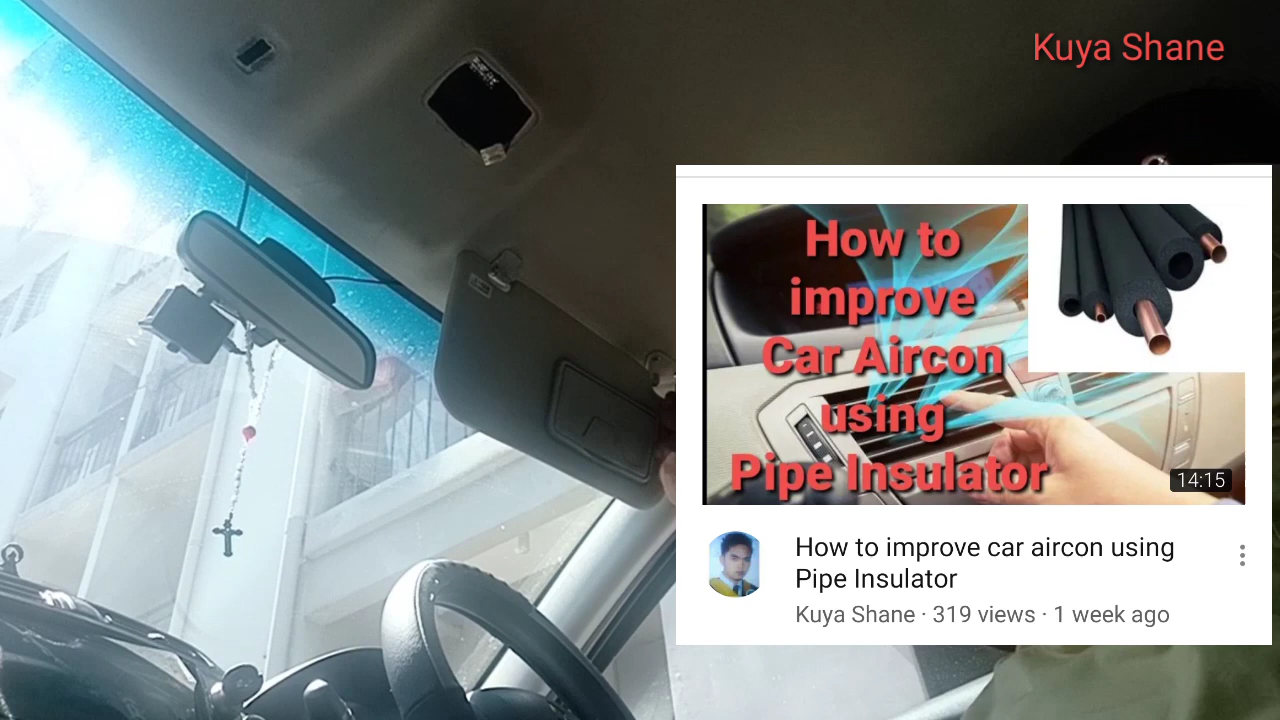 Kuya Shane
How to
improve
Car Aircon
using
Pipe Insulator
14:15
How to improve car aircon using
Pipe Insulator
Kuya Shane · 319 views · 1 week ago